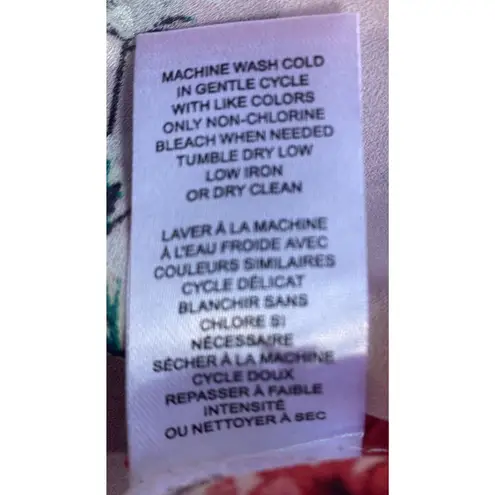 MACHINE WASH COLD
IN GENTLE CYCLE
WITH LIKE COLORS
ONLY NON-CHLORINE
BLEACH WHEN NEEDED
TUMBLE DRY LOW
LOW IRON
OR DRY CLEAN
LAVER À LA MACHINE
À L'EAU FROIDE AVEC
COULEURS SIMILAIRES
CYCLE DÉLICAT
BLANCHIR SANS
CHLORE SI
NÉCESSAIRE
SÉCHER À LA MACHINE
CYCLE DOUX
REPASSER À FAIBLE
INTENSITÉ
OU NETTOYER À SEC